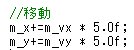 //移動
m_x+=m_vx * 5.0f;
m_y+=m_vy * 5.0f;